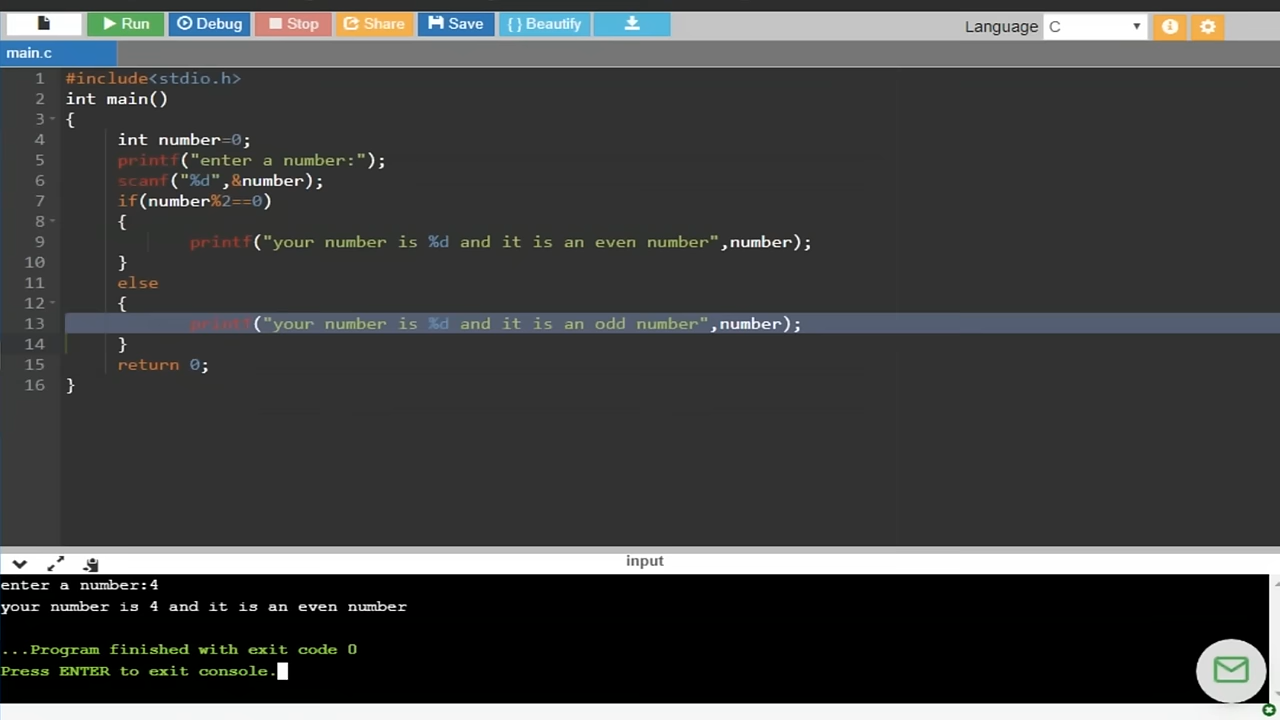 Run Debug Stop Share Save { } Beautify Language C
main.c
1 #include<stdio.h>
2 int main()
3 {
4 int number=0;
5 printf("enter a number:");
6 scanf("%d",&number);
7 if(number%2==0)
8 {
9 printf("your number is %d and it is an even number",number);
10 }
11 else
12 {
13 printf("your number is %d and it is an odd number",number);
14 }
15 return 0;
16 }
input
enter a number:4
your number is 4 and it is an even number
...Program finished with exit code 0
Press ENTER to exit console.